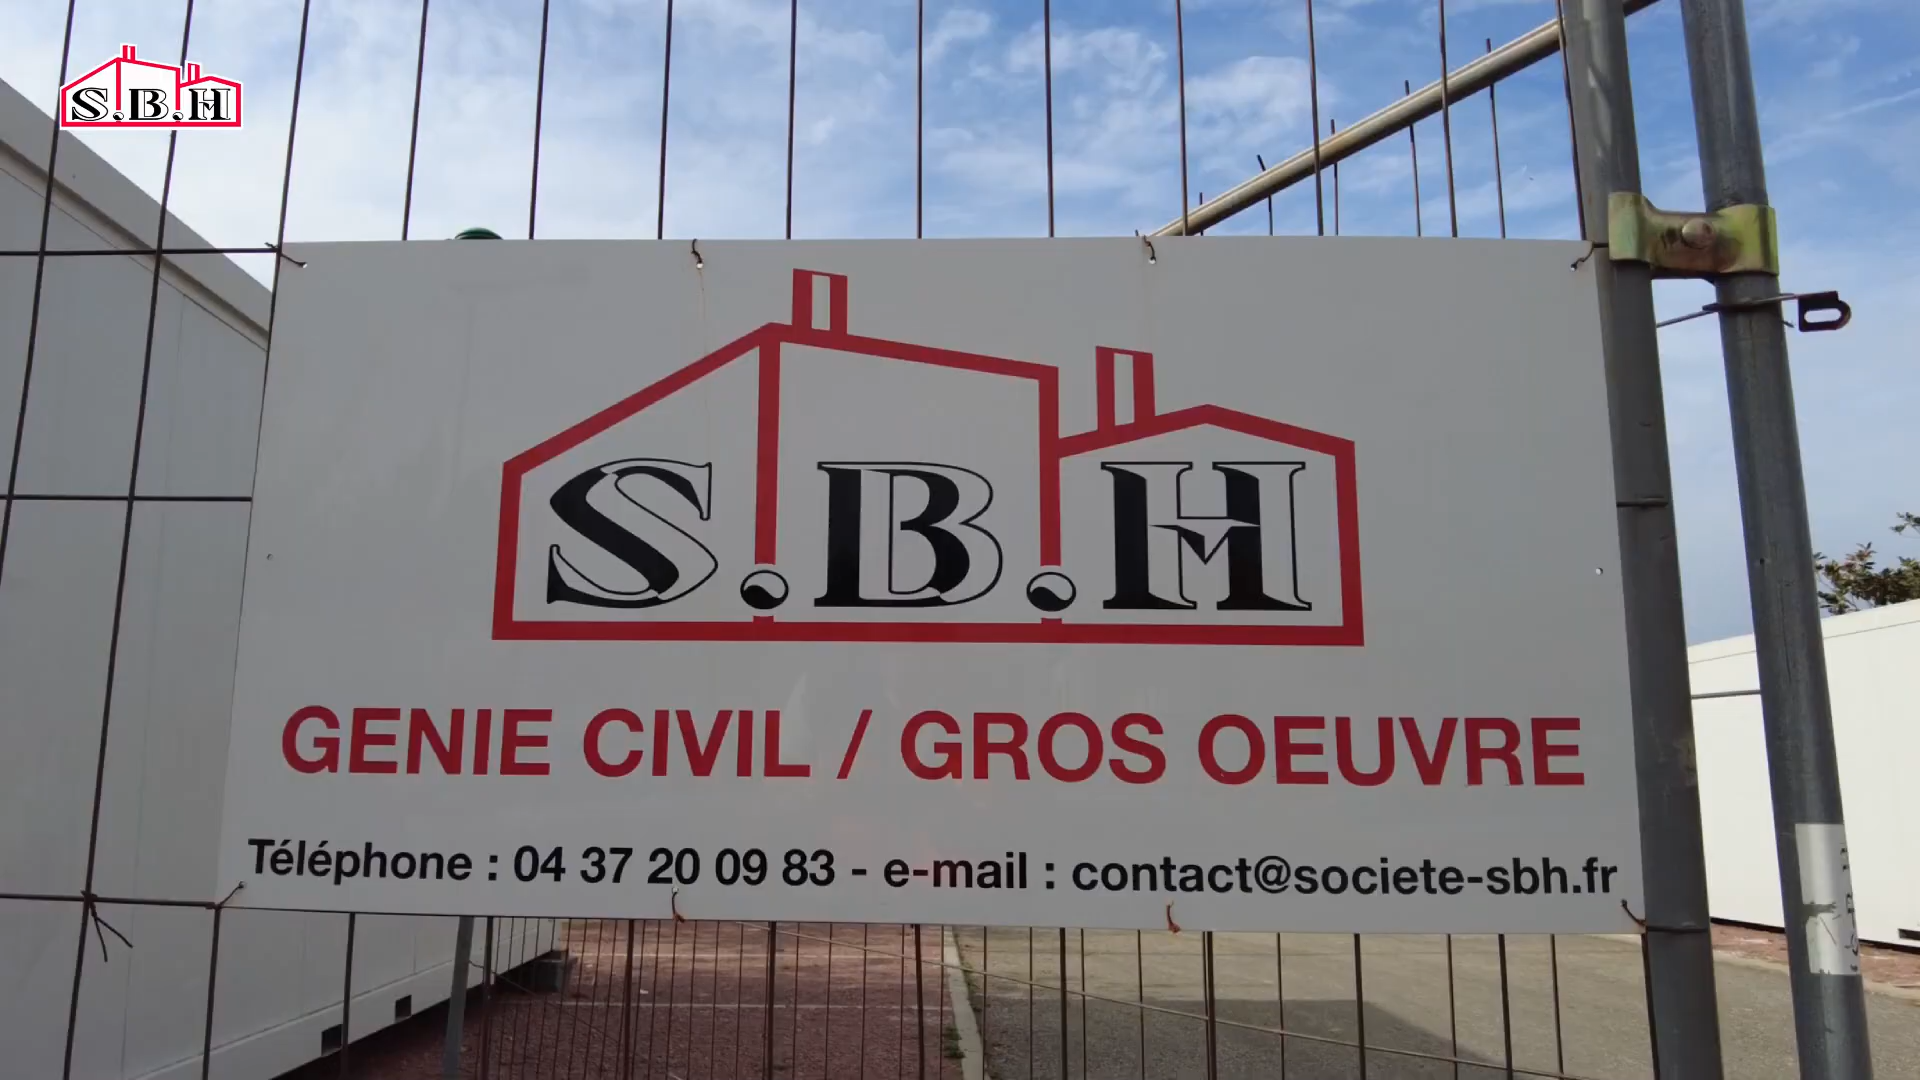 S.B.H
S.B.H
GENIE CIVIL / GROS OEUVRE
Téléphone : 04 37 20 09 83 - e-mail : contact@societe-sbh.fr